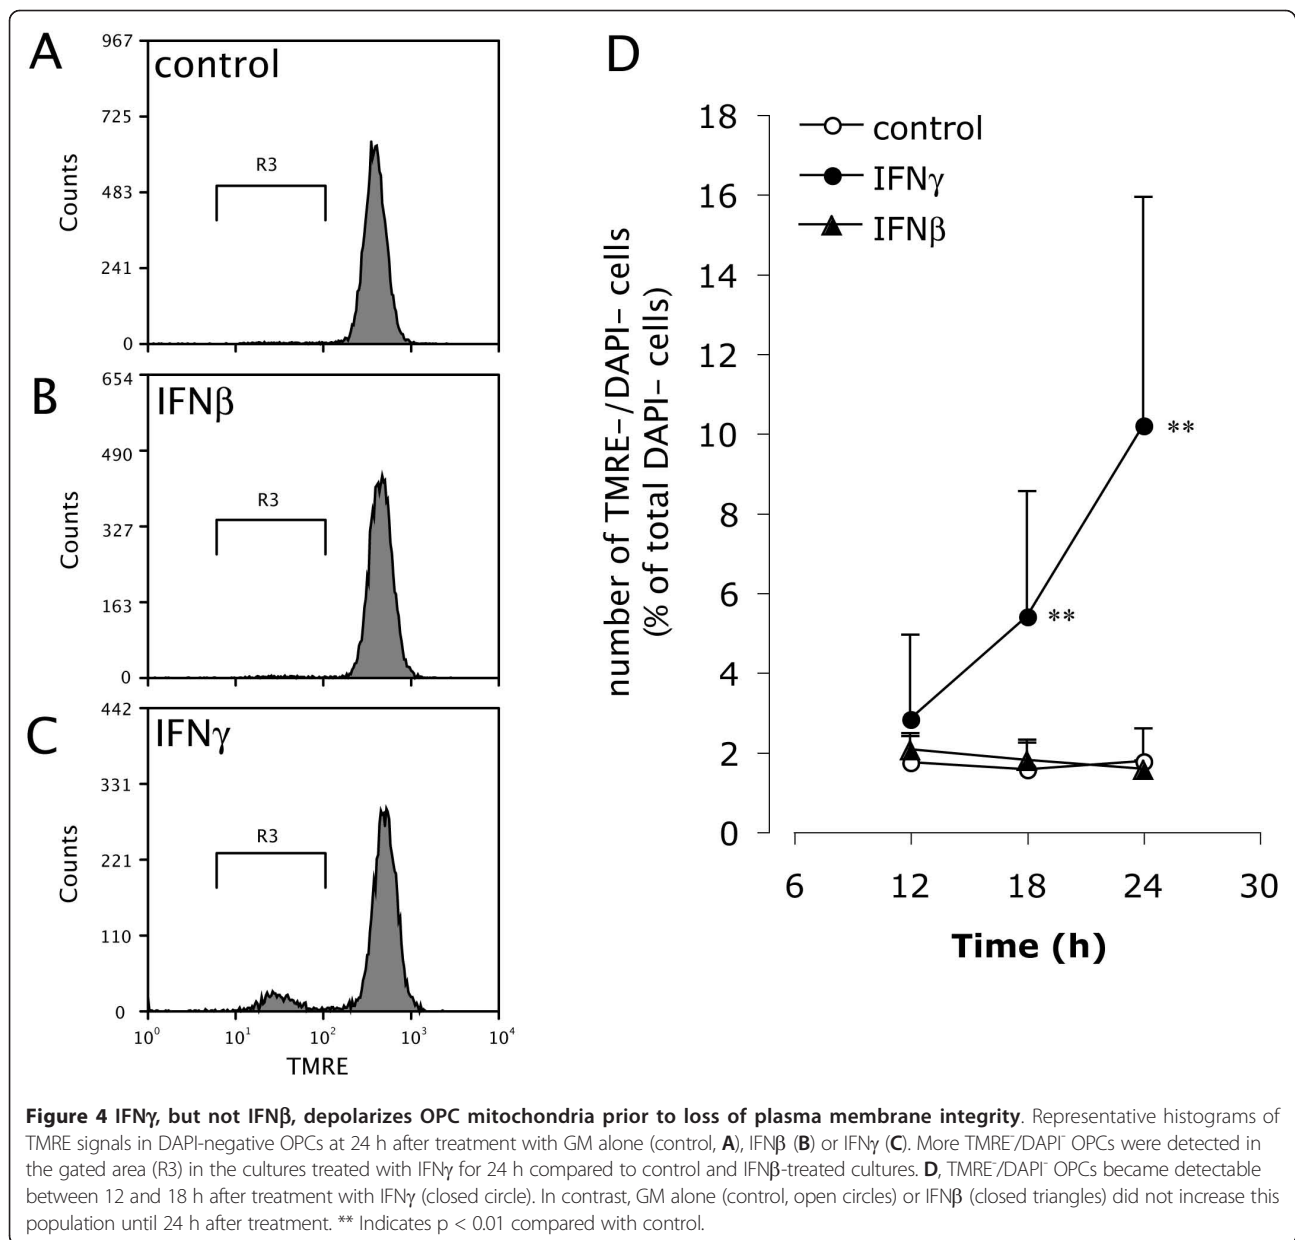 A
967
control
725
R3
483
Counts
241
0
B
654
IFNβ
490
R3
327
Counts
163
0
C
442
IFNγ
331
R3
221
Counts
110
0
10⁰ 10¹ 10² 10³ 10⁴
TMRE
D
18
16
14
12
10
8
6
4
2
0
control
IFNγ
IFNβ
number of TMRE–/DAPI– cells
(% of total DAPI– cells)
**
**
6 12 18 24 30
Time (h)
Figure 4 IFNγ, but not IFNβ, depolarizes OPC mitochondria prior to loss of plasma membrane integrity. Representative histograms of
TMRE signals in DAPI-negative OPCs at 24 h after treatment with GM alone (control, A), IFNβ (B) or IFNγ (C). More TMRE⁻/DAPI⁻ OPCs were detected in
the gated area (R3) in the cultures treated with IFNγ for 24 h compared to control and IFNβ-treated cultures. D, TMRE⁻/DAPI⁻ OPCs became detectable
between 12 and 18 h after treatment with IFNγ (closed circle). In contrast, GM alone (control, open circles) or IFNβ (closed triangles) did not increase this
population until 24 h after treatment. ** Indicates p < 0.01 compared with control.